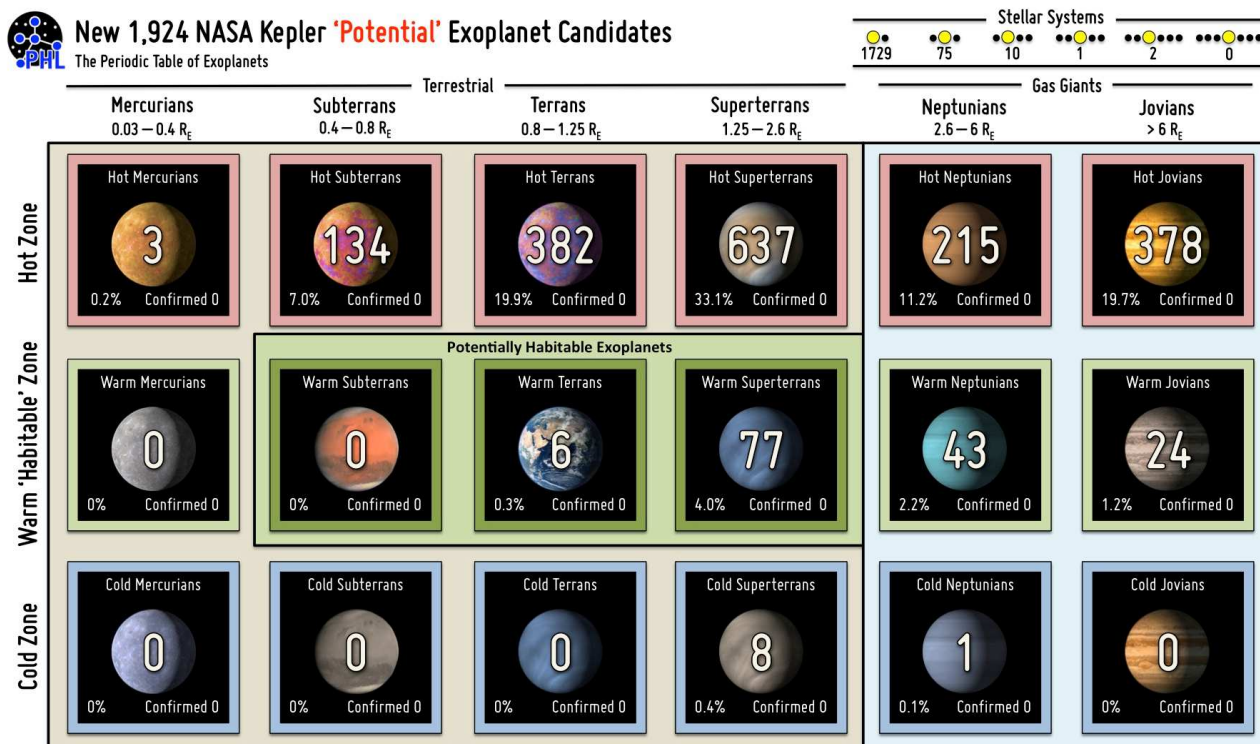 PHL
New 1,924 NASA Kepler ‘Potential’ Exoplanet Candidates
The Periodic Table of Exoplanets
Stellar Systems
1729 75 10 1 2 0
Terrestrial
Gas Giants
Mercurians Subterrans Terrans Superterrans Neptunians Jovians
0.03 – 0.4 RE 0.4 – 0.8 RE 0.8 – 1.25 RE 1.25 – 2.6 RE 2.6 – 6 RE > 6 RE
Hot Zone
Hot Mercurians Hot Subterrans Hot Terrans Hot Superterrans Hot Neptunians Hot Jovians
3 134 382 637 215 378
0.2% Confirmed 0 7.0% Confirmed 0 19.9% Confirmed 0 33.1% Confirmed 0 11.2% Confirmed 0 19.7% Confirmed 0
Warm ‘Habitable’ Zone
Potentially Habitable Exoplanets
Warm Mercurians Warm Subterrans Warm Terrans Warm Superterrans Warm Neptunians Warm Jovians
0 0 6 77 43 24
0% Confirmed 0 0% Confirmed 0 0.3% Confirmed 0 4.0% Confirmed 0 2.2% Confirmed 0 1.2% Confirmed 0
Cold Zone
Cold Mercurians Cold Subterrans Cold Terrans Cold Superterrans Cold Neptunians Cold Jovians
0 0 0 8 1 0
0% Confirmed 0 0% Confirmed 0 0% Confirmed 0 0.4% Confirmed 0 0.1% Confirmed 0 0% Confirmed 0